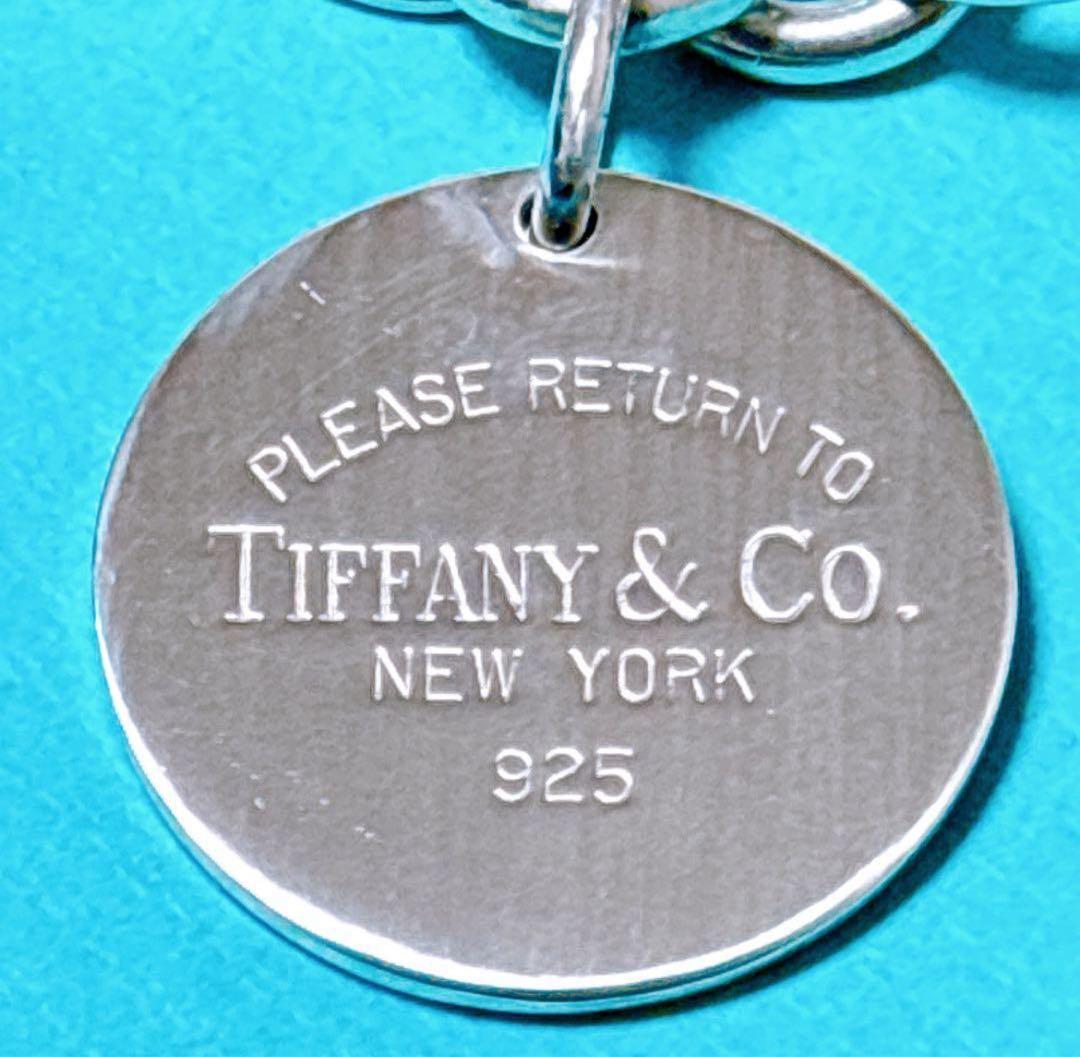 PLEASE RETURN TO
TIFFANY & CO.
NEW YORK
925